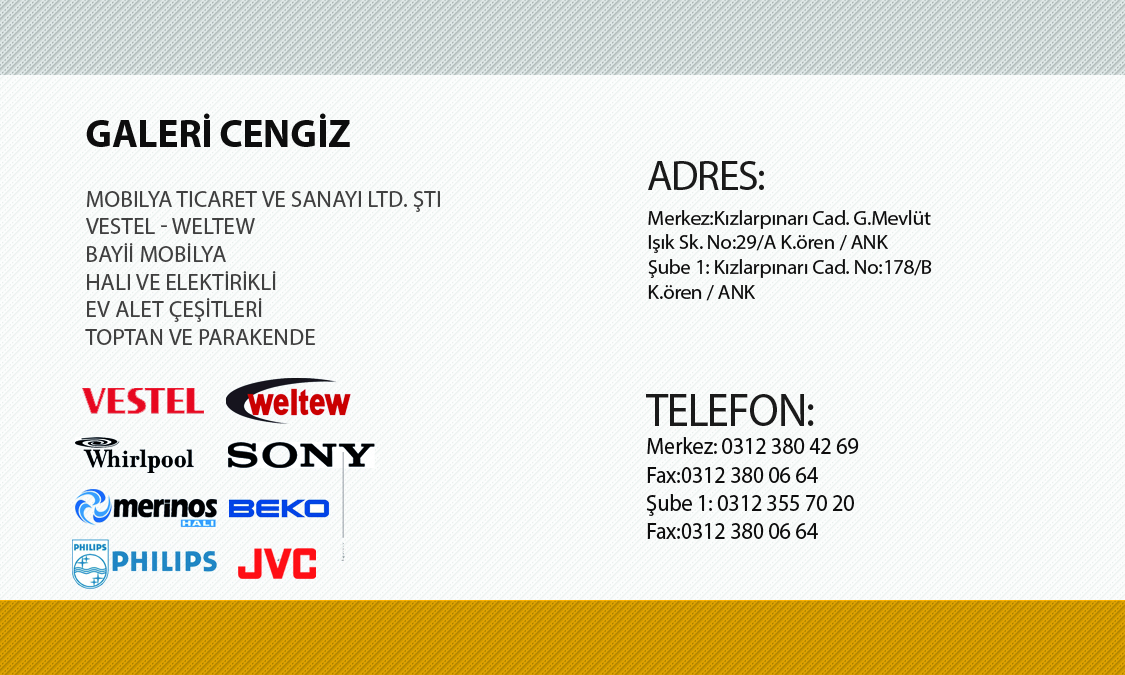 GALERİ CENGİZ
MOBILYA TICARET VE SANAYI LTD. ŞTI
VESTEL - WELTEW
BAYİİ MOBİLYA
HALI VE ELEKTİRİKLİ
EV ALET ÇEŞİTLERİ
TOPTAN VE PARAKENDE
VESTEL weltew
Whirlpool SONY
merinos BEKO
HALI
PHILIPS PHILIPS JVC
ADRES:
Merkez:Kızlarpınarı Cad. G.Mevlüt
Işık Sk. No:29/A K.ören / ANK
Şube 1: Kızlarpınarı Cad. No:178/B
K.ören / ANK
TELEFON:
Merkez: 0312 380 42 69
Fax:0312 380 06 64
Şube 1: 0312 355 70 20
Fax:0312 380 06 64